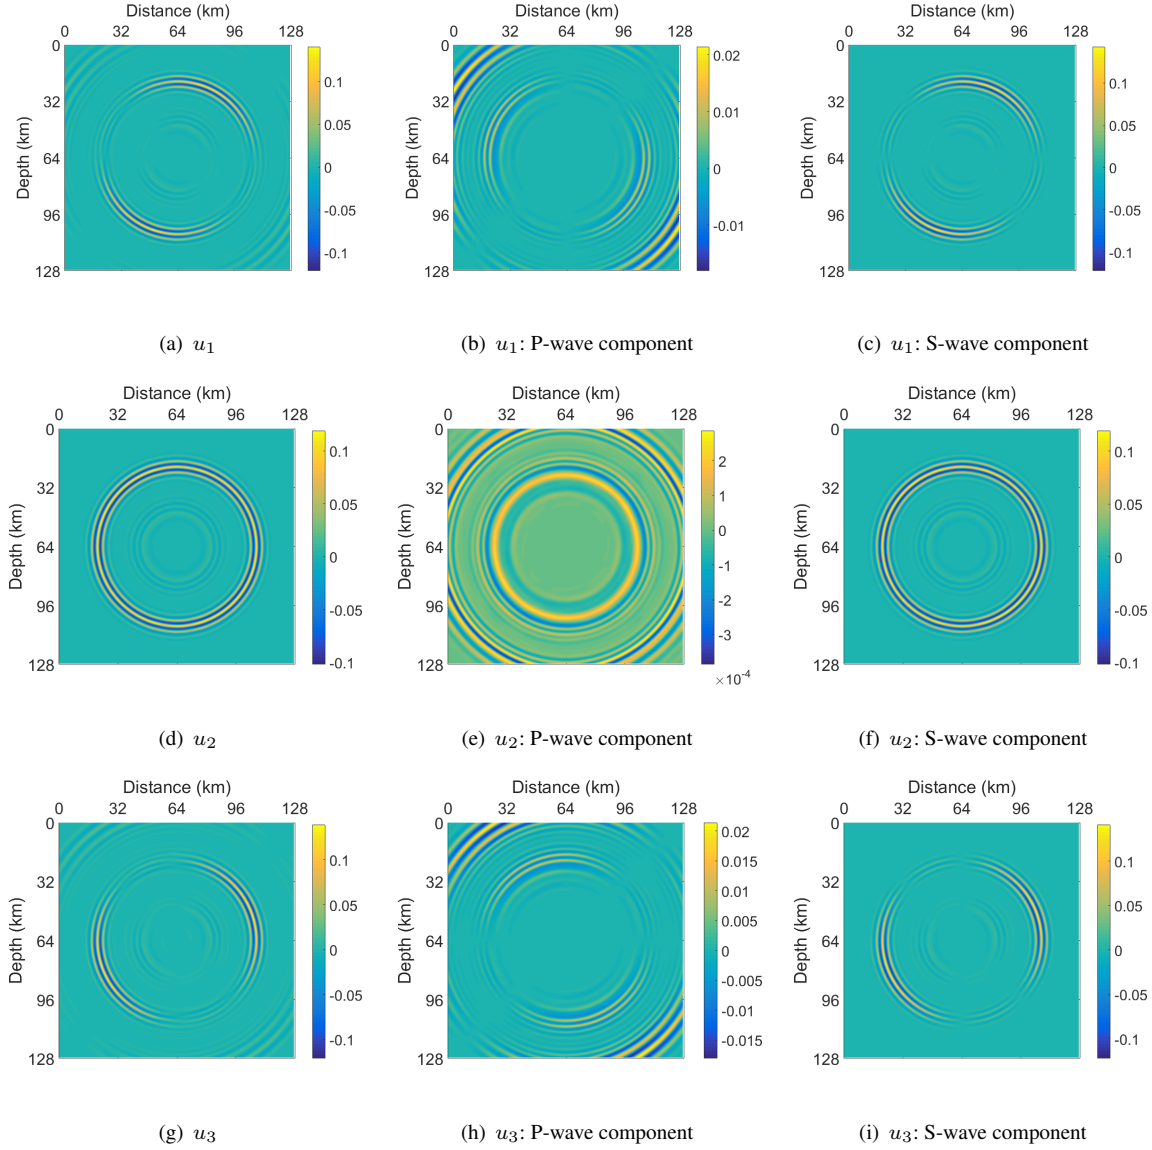 Distance (km) Distance (km) Distance (km)
0 32 64 96 128 0 32 64 96 128 0 32 64 96 128
0 0 0
0.1 0.02 0.1
32 32 32
0.05 0.01 0.05
Depth (km) 64 0 Depth (km) 64 0 Depth (km) 64 0
-0.05 -0.01 -0.05
96 96 96
-0.1 -0.1
128 128 128
(a) u1 (b) u1: P-wave component (c) u1: S-wave component
Distance (km) Distance (km) Distance (km)
0 32 64 96 128 0 32 64 96 128 0 32 64 96 128
0 0 0
0.1 2 0.1
32 32 32
0.05 1 0.05
Depth (km) 64 0 Depth (km) 64 0 Depth (km) 64 0
-1
-0.05 -2 -0.05
96 96 96
-3
-0.1 -0.1
128 128 128
×10-4
(d) u2 (e) u2: P-wave component (f) u2: S-wave component
Distance (km) Distance (km) Distance (km)
0 32 64 96 128 0 32 64 96 128 0 32 64 96 128
0 0 0
0.02
0.1 0.015 0.1
32 32 32
0.01
0.05 0.005 0.05
Depth (km) 64 0 Depth (km) 64 0 Depth (km) 64 0
-0.005
-0.05 -0.01 -0.05
96 96 96
-0.1 -0.015 -0.1
128 128 128
(g) u3 (h) u3: P-wave component (i) u3: S-wave component